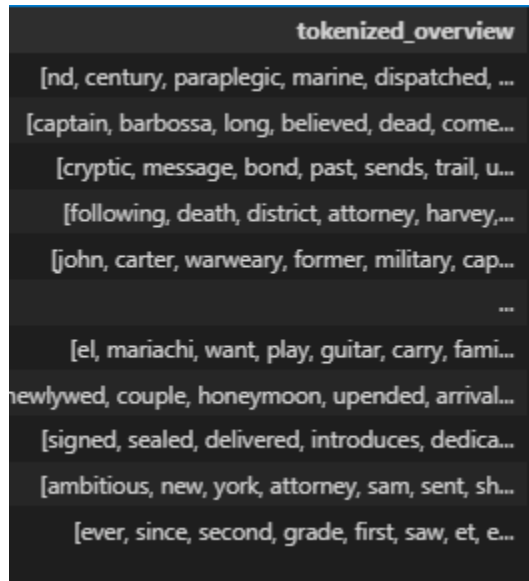 tokenized_overview
[nd, century, paraplegic, marine, dispatched, ...
[captain, barbossa, long, believed, dead, come...
[cryptic, message, bond, past, sends, trail, u...
[following, death, district, attorney, harvey,...
[john, carter, warweary, former, military, cap...
...
[el, mariachi, want, play, guitar, carry, fami...
newlywed, couple, honeymoon, upended, arrival...
[signed, sealed, delivered, introduces, dedica...
[ambitious, new, york, attorney, sam, sent, sh...
[ever, since, second, grade, first, saw, et, e...